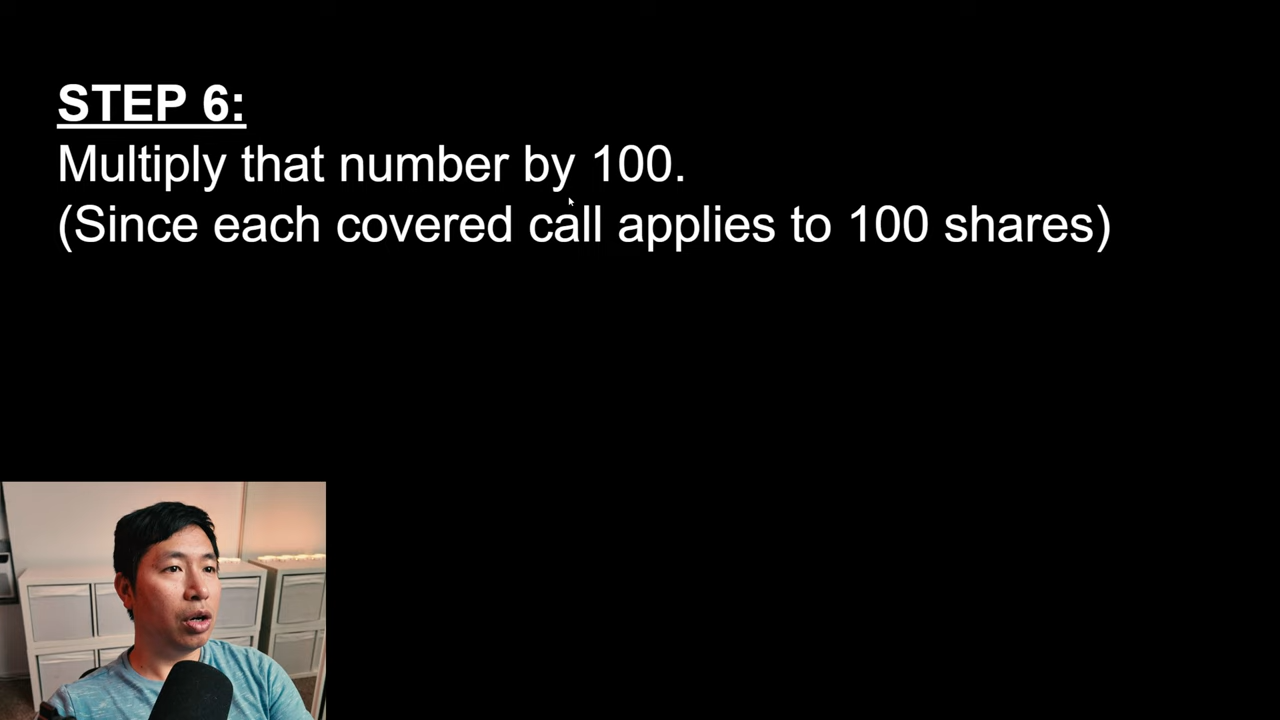 STEP 6:
Multiply that number by 100.
(Since each covered call applies to 100 shares)